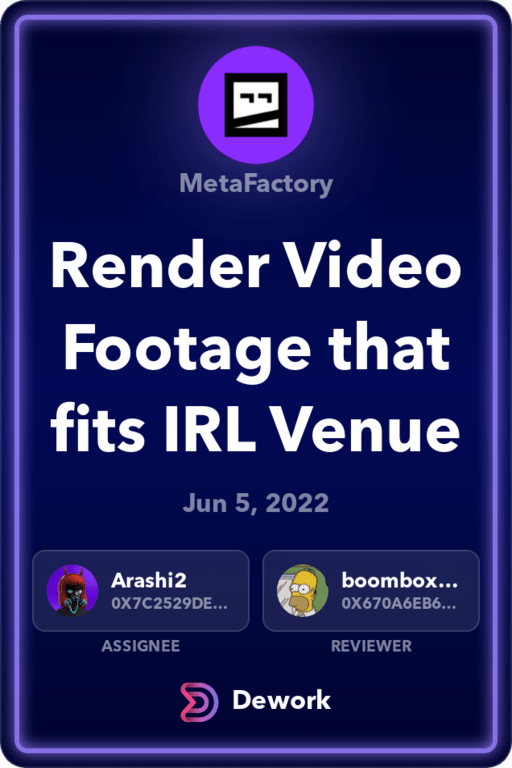 MetaFactory
Render Video
Footage that
fits IRL Venue
Jun 5, 2022
Arashi2
0X7C2529DE...
ASSIGNEE
boombox...
0X670A6EB6...
REVIEWER
Dework